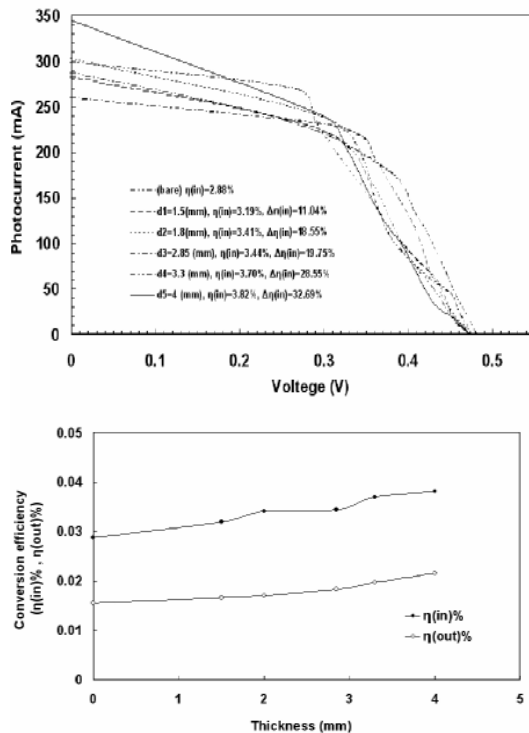 350
300
250
200
150
100
50
0
Photocurrent (mA)
(bare) η(in)=2.88%
d1=1.5(mm), η(in)=3.19%, Δη(in)=11.04%
d2=1.8(mm), η(in)=3.41%, Δη(in)=18.55%
d3=2.85 (mm), η(in)=3.44%, Δη(in)=19.75%
d4=3.3 (mm), η(in)=3.70%, Δη(in)=28.55%
d5=4 (mm), η(in)=3.82%, Δη(in)=32.69%
0 0.1 0.2 0.3 0.4 0.5
Voltege (V)
0.05
0.04
0.03
0.02
0.01
0
Conversion efficiency
(η(in)% , η(out)%)
η(in)%
η(out)%
0 1 2 3 4 5
Thickness (mm)